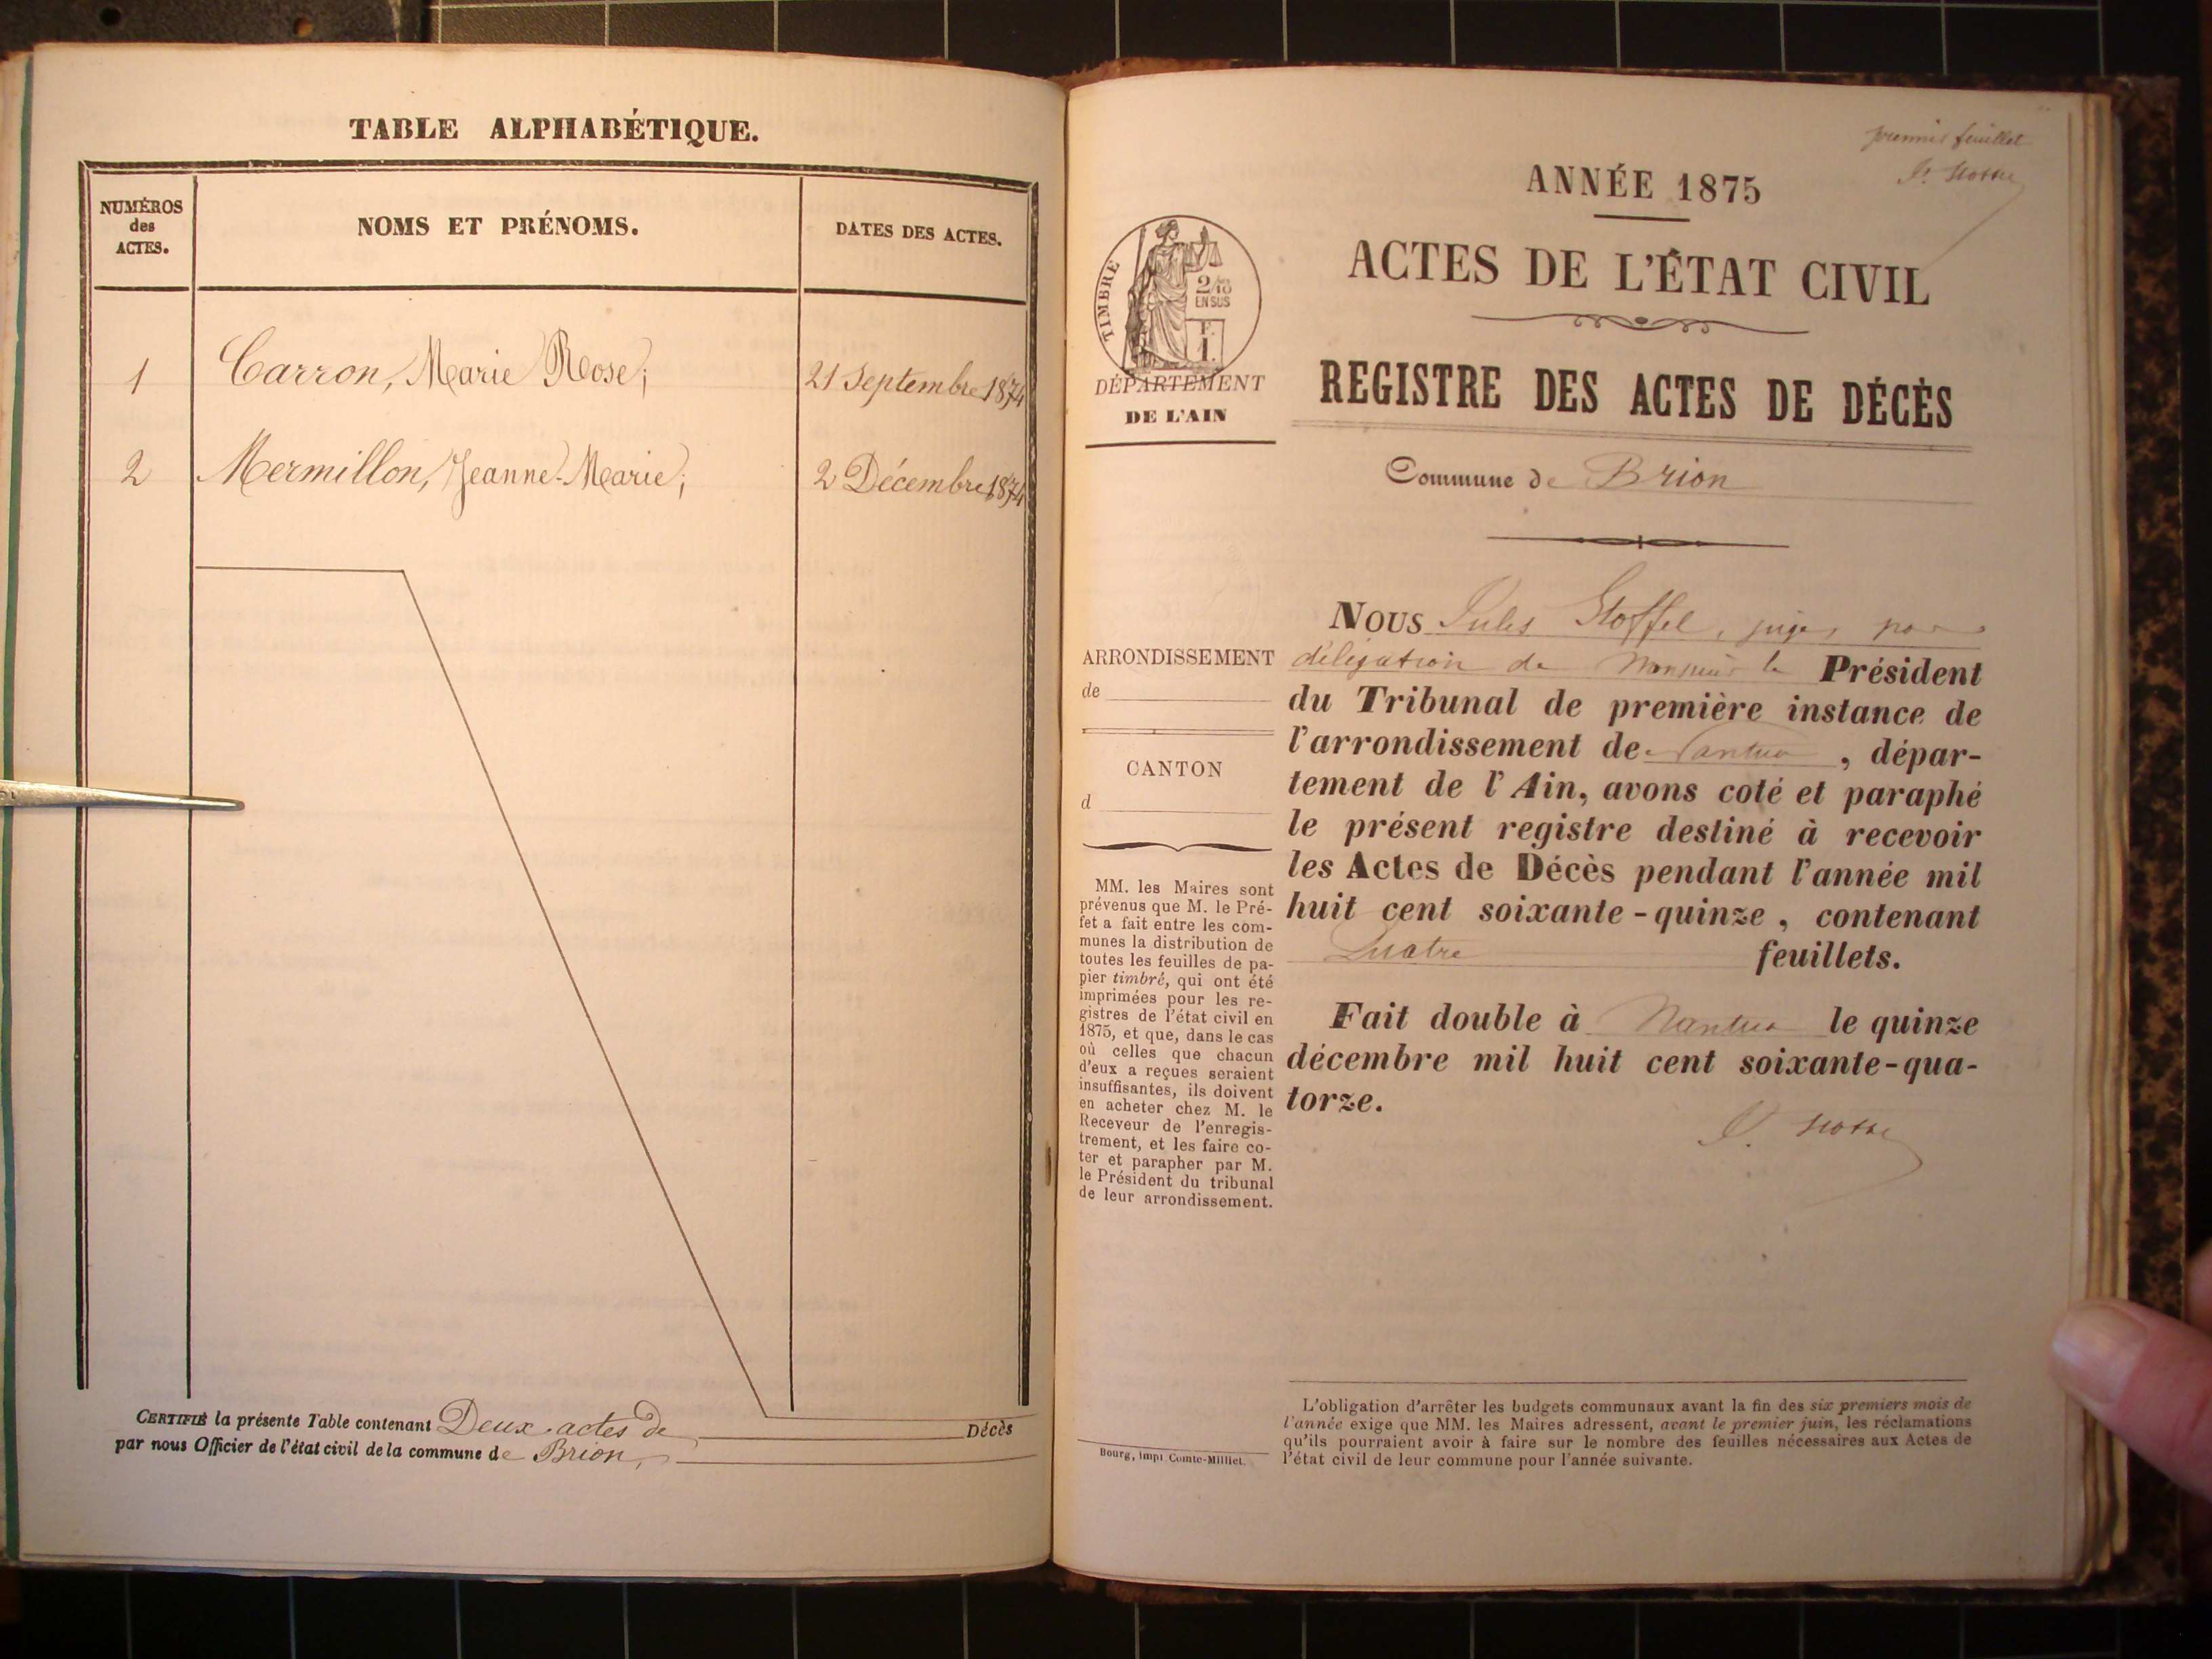 TABLE ALPHABÉTIQUE.
NUMÉROS
des
ACTES.
NOMS ET PRÉNOMS.
DATES DES ACTES.
1 Carron, Marie Rose; 21 Septembre 1874
2 Mermillon, Jeanne-Marie; 2 Décembre 1874
CERTIFIÉ la présente Table contenant Deux actes de Décès
par nous Officier de l'état civil de la commune de Brion,
premier feuillet
ANNÉE 1875
ACTES DE L'ÉTAT CIVIL
TIMBRE
2/10
EN SUS
F.
1.
DÉPARTEMENT
DE L'AIN
REGISTRE DES ACTES DE DÉCÈS
Commune de Brion
ARRONDISSEMENT
de
CANTON
d
MM. les Maires sont
prévenus que M. le Pré-
fet a fait entre les com-
munes la distribution de
toutes les feuilles de pa-
pier timbré, qui ont été
imprimées pour les re-
gistres de l'état civil en
1875, et que, dans le cas
où celles que chacun
d'eux a reçues seraient
insuffisantes, ils doivent
en acheter chez M. le
Receveur de l'enregis-
trement, et les faire co-
ter et parapher par M.
le Président du tribunal
de leur arrondissement.
Bourg, impr. Comte-Milliet.
NOUS Jules Stoffel, juge, par
délégation de Monsieur le Président
du Tribunal de première instance de
l'arrondissement de Nantua, dépar-
tement de l'Ain, avons coté et paraphé
le présent registre destiné à recevoir
les Actes de Décès pendant l'année mil
huit cent soixante-quinze, contenant
Quatre feuillets.
Fait double à Nantua le quinze
décembre mil huit cent soixante-qua-
torze.
L'obligation d'arrêter les budgets communaux avant la fin des six premiers mois de
l'année exige que MM. les Maires adressent, avant le premier juin, les réclamations
qu'ils pourraient avoir à faire sur le nombre des feuilles nécessaires aux Actes de
l'état civil de leur commune pour l'année suivante.